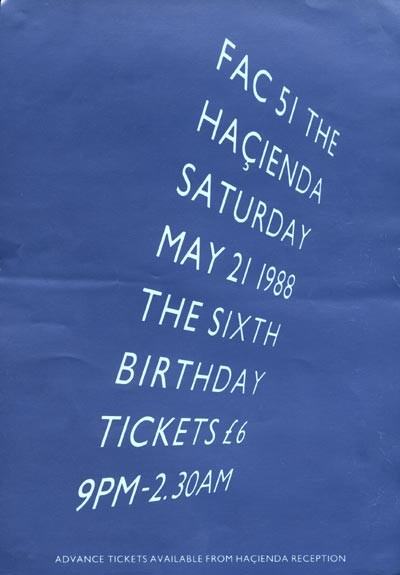 FAC 51 THE
HAÇIENDA
SATURDAY
MAY 21 1988
THE SIXTH
BIRTHDAY
TICKETS £6
9PM-2.30AM
ADVANCE TICKETS AVAILABLE FROM HAÇIENDA RECEPTION